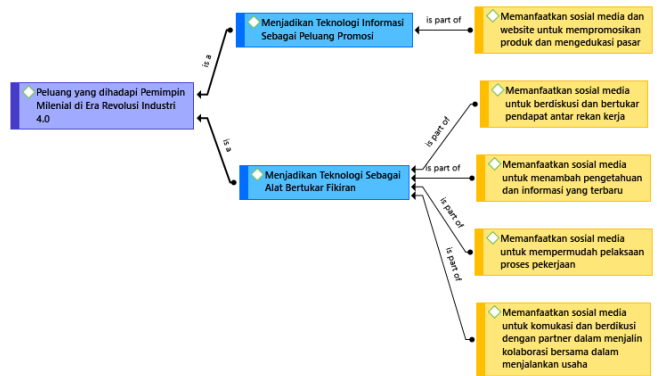 Peluang yang dihadapi Pemimpin
Milenial di Era Revolusi Industri
4.0
is a
is a
Menjadikan Teknologi Informasi
Sebagai Peluang Promosi
Menjadikan Teknologi Sebagai
Alat Bertukar Fikiran
is part of
is part of
is part of
is part of
is part of
Memanfaatkan sosial media dan
website untuk mempromosikan
produk dan mengedukasi pasar
Memanfaatkan sosial media
untuk berdiskusi dan bertukar
pendapat antar rekan kerja
Memanfaatkan sosial media
untuk menambah pengetahuan
dan informasi yang terbaru
Memanfaatkan sosial media
untuk mempermudah pelaksaan
proses pekerjaan
Memanfaatkan sosial media
untuk komukasi dan berdikusi
dengan partner dalam menjalin
kolaborasi bersama dalam
menjalankan usaha